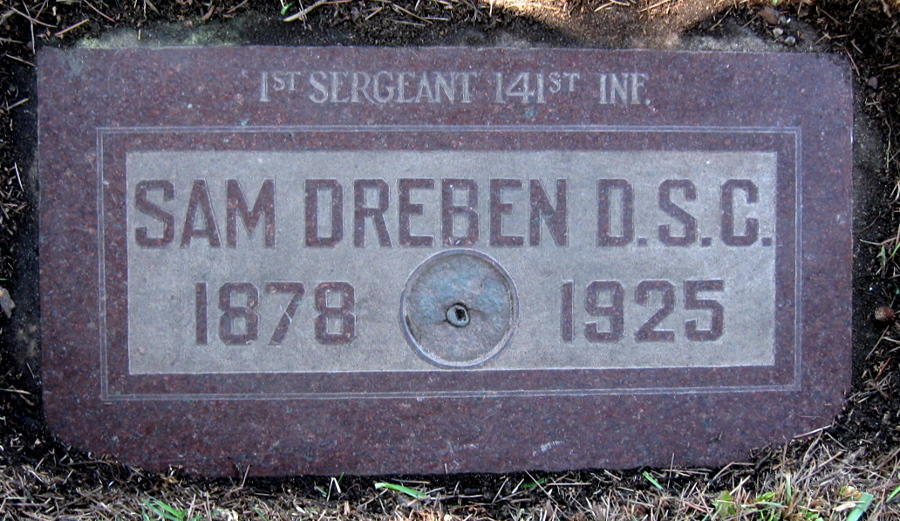 1ST SERGEANT 141ST INF.
SAM DREBEN D.S.C.
1878 1925